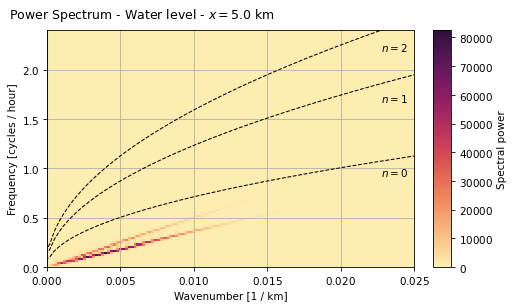 Power Spectrum - Water level - x = 5.0 km
Frequency [cycles / hour]
2.0
1.5
1.0
0.5
0.0
n = 2
n = 1
n = 0
0.000 0.005 0.010 0.015 0.020 0.025
Wavenumber [1 / km]
80000
70000
60000
50000
40000
30000
20000
10000
0
Spectral power